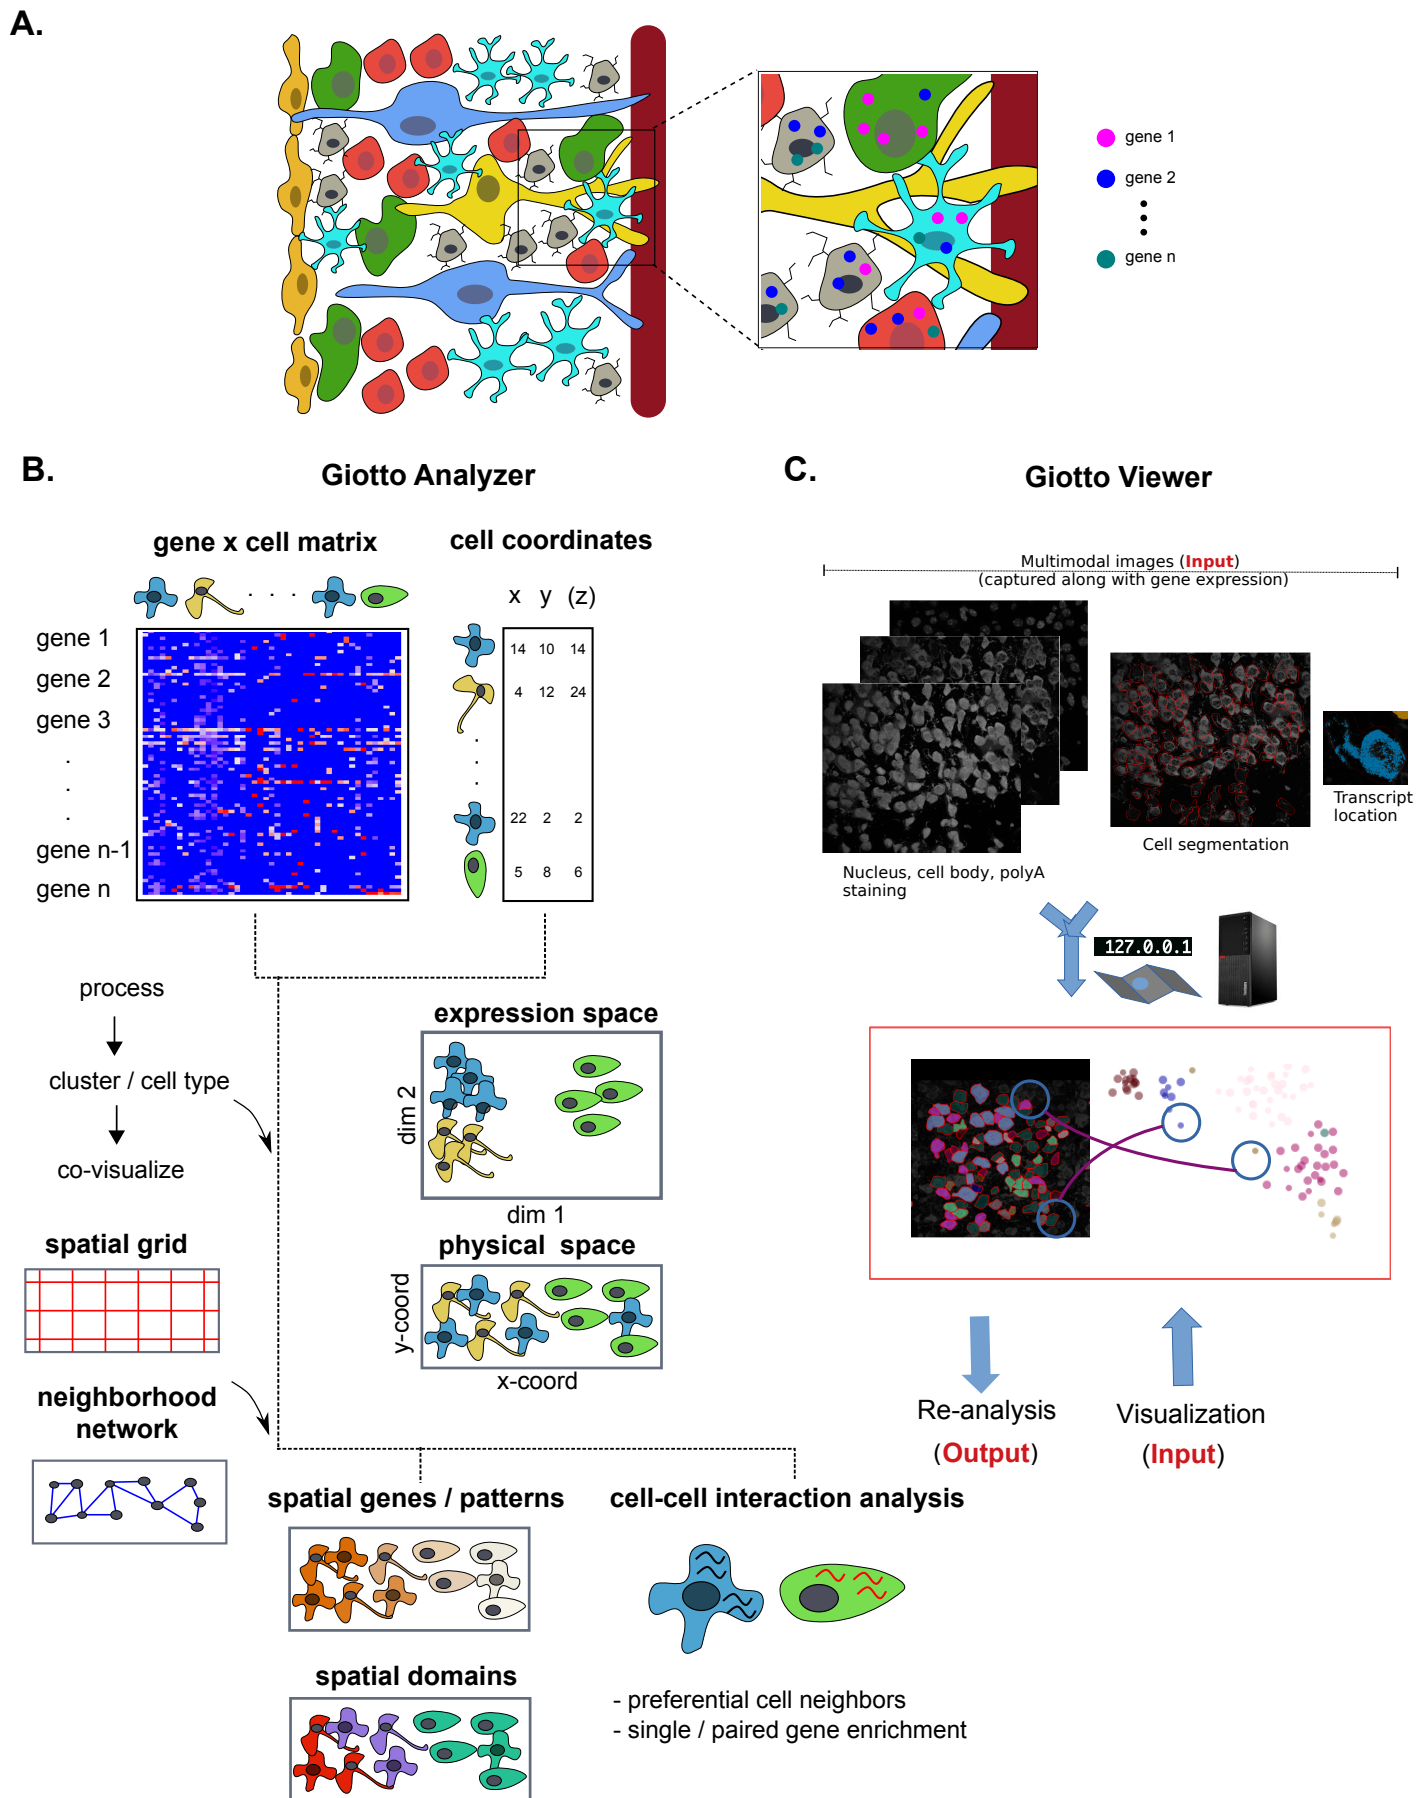 A.
gene 1
gene 2
gene n
B.
Giotto Analyzer
gene x cell matrix
cell coordinates
x y (z)
gene 1
gene 2
gene 3
gene n-1
gene n
14 10 14
4 12 24
22 2 2
5 8 6
process
cluster / cell type
co-visualize
expression space
dim 2
dim 1
physical space
y-coord
x-coord
spatial grid
neighborhood
network
spatial genes / patterns
spatial domains
cell-cell interaction analysis
- preferential cell neighbors
- single / paired gene enrichment
C.
Giotto Viewer
Multimodal images (Input)
(captured along with gene expression)
Nucleus, cell body, polyA
staining
Cell segmentation
Transcript
location
127.0.0.1
Re-analysis
(Output)
Visualization
(Input)